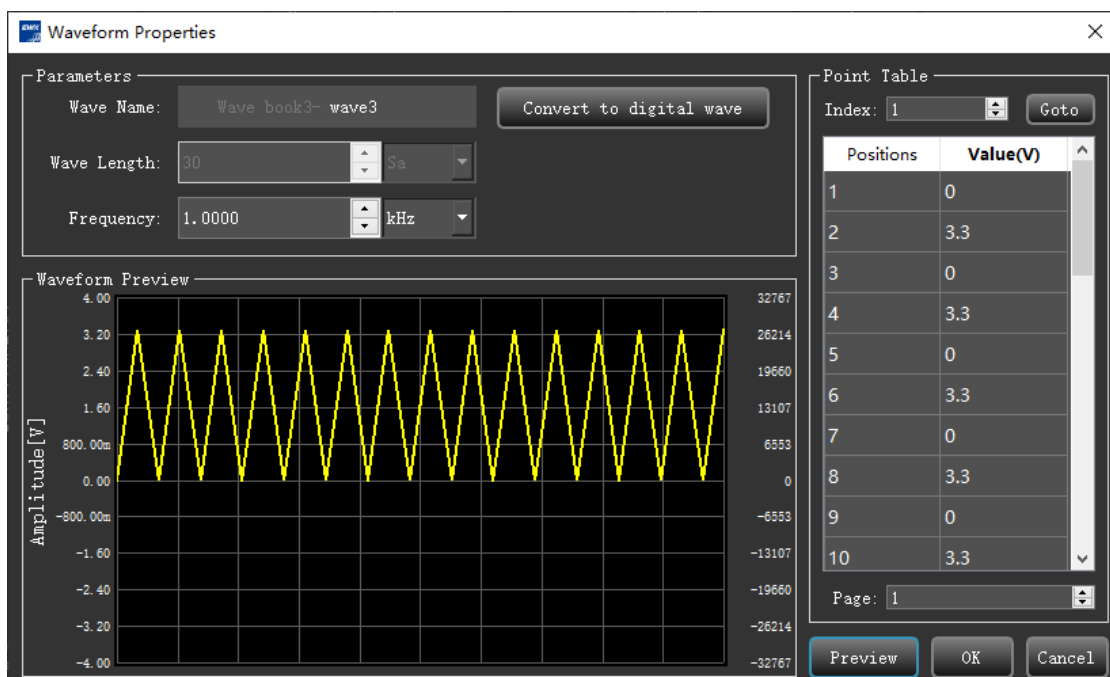 Waveform Properties
Parameters
Wave Name: Wave book3- wave3
Convert to digital wave
Wave Length: 30 Sa
Frequency: 1.0000 kHz
Waveform Preview
Amplitude[V]
4.00
3.20
2.40
1.60
800.00m
0.00
-800.00m
-1.60
-2.40
-3.20
-4.00
32767
26214
19660
13107
6553
0
-6553
-13107
-19660
-26214
-32767
Point Table
Index: 1 Goto
Positions Value(V)
1 0
2 3.3
3 0
4 3.3
5 0
6 3.3
7 0
8 3.3
9 0
10 3.3
Page: 1
Preview OK Cancel